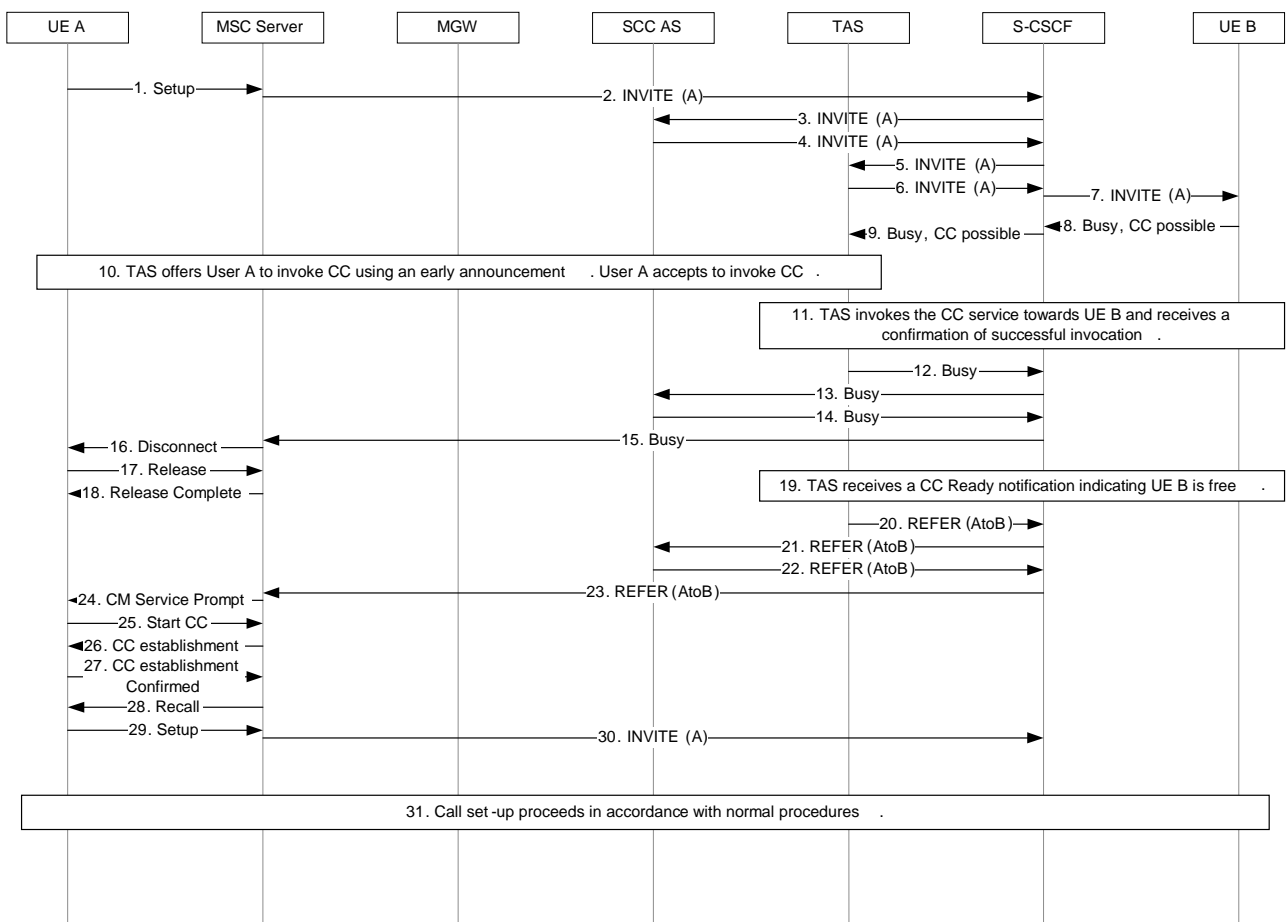 UE A
MSC Server
MGW
SCC AS
TAS
S-CSCF
UE B
1. Setup
2. INVITE (A)
3. INVITE (A)
4. INVITE (A)
5. INVITE (A)
6. INVITE (A)
7. INVITE (A)
8. Busy, CC possible
9. Busy, CC possible
10. TAS offers User A to invoke CC using an early announcement . User A accepts to invoke CC .
11. TAS invokes the CC service towards UE B and receives a
confirmation of successful invocation .
12. Busy
13. Busy
14. Busy
15. Busy
16. Disconnect
17. Release
18. Release Complete
19. TAS receives a CC Ready notification indicating UE B is free .
20. REFER (AtoB)
21. REFER (AtoB)
22. REFER (AtoB)
23. REFER (AtoB)
24. CM Service Prompt
25. Start CC
26. CC establishment
27. CC establishment
Confirmed
28. Recall
29. Setup
30. INVITE (A)
31. Call set-up proceeds in accordance with normal procedures .